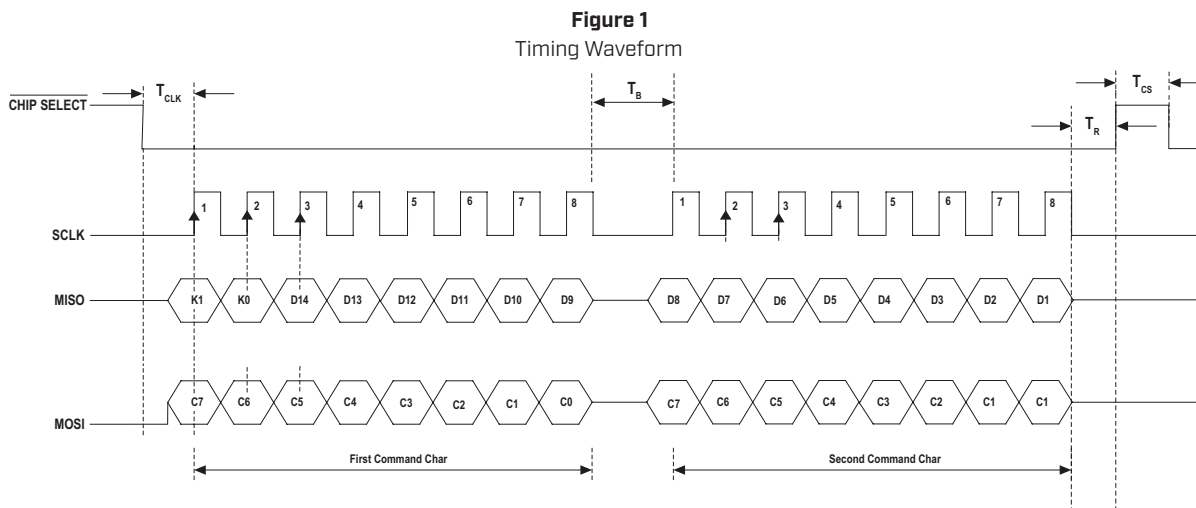 Figure 1
Timing Waveform
T_CLK
T_B
T_CS
T_R
CHIP SELECT
SCLK
1 2 3 4 5 6 7 8 1 2 3 4 5 6 7 8
MISO
K1 K0 D14 D13 D12 D11 D10 D9 D8 D7 D6 D5 D4 D3 D2 D1
MOSI
C7 C6 C5 C4 C3 C2 C1 C0 C7 C6 C5 C4 C3 C2 C1 C1
First Command Char
Second Command Char